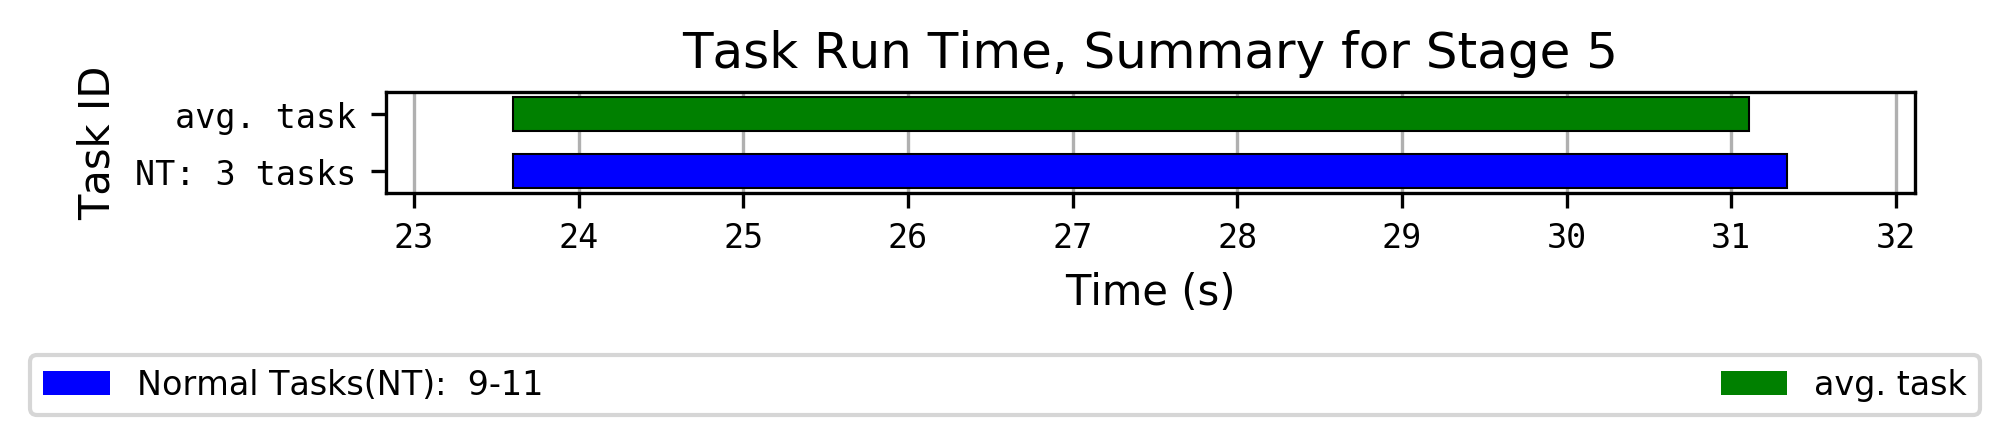 Task Run Time, Summary for Stage 5
Task ID
avg. task
NT: 3 tasks
23 24 25 26 27 28 29 30 31 32
Time (s)
Normal Tasks(NT):  9-11
avg. task